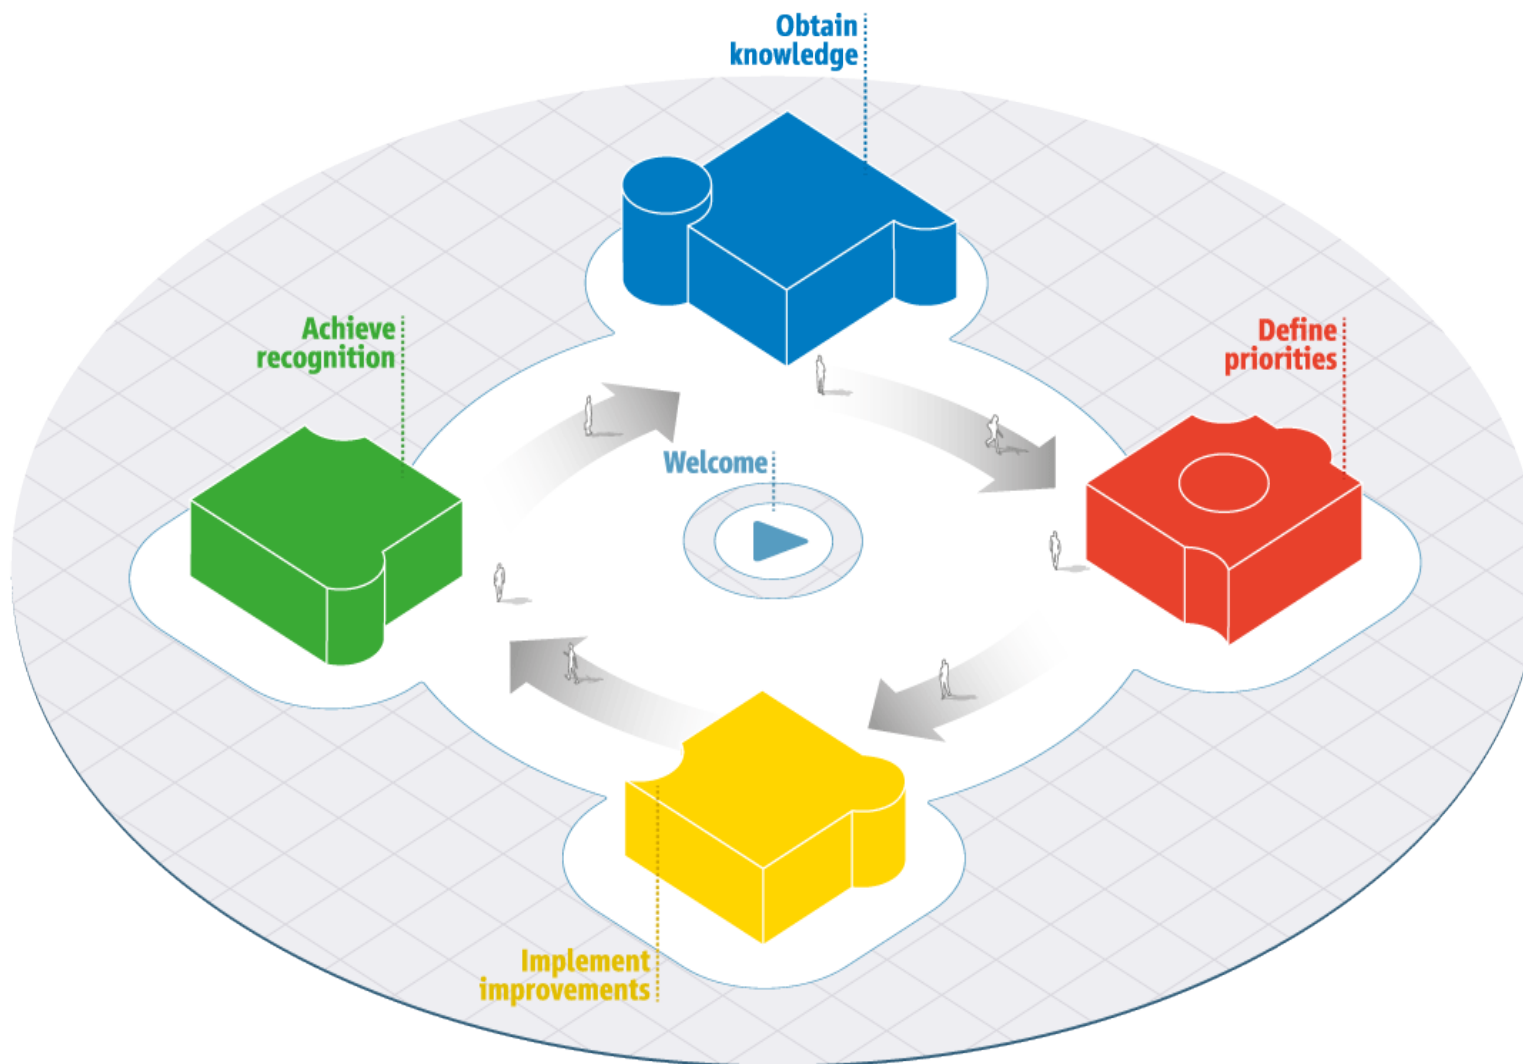 Obtain
knowledge
Achieve
recognition
Define
priorities
Welcome
Implement
improvements